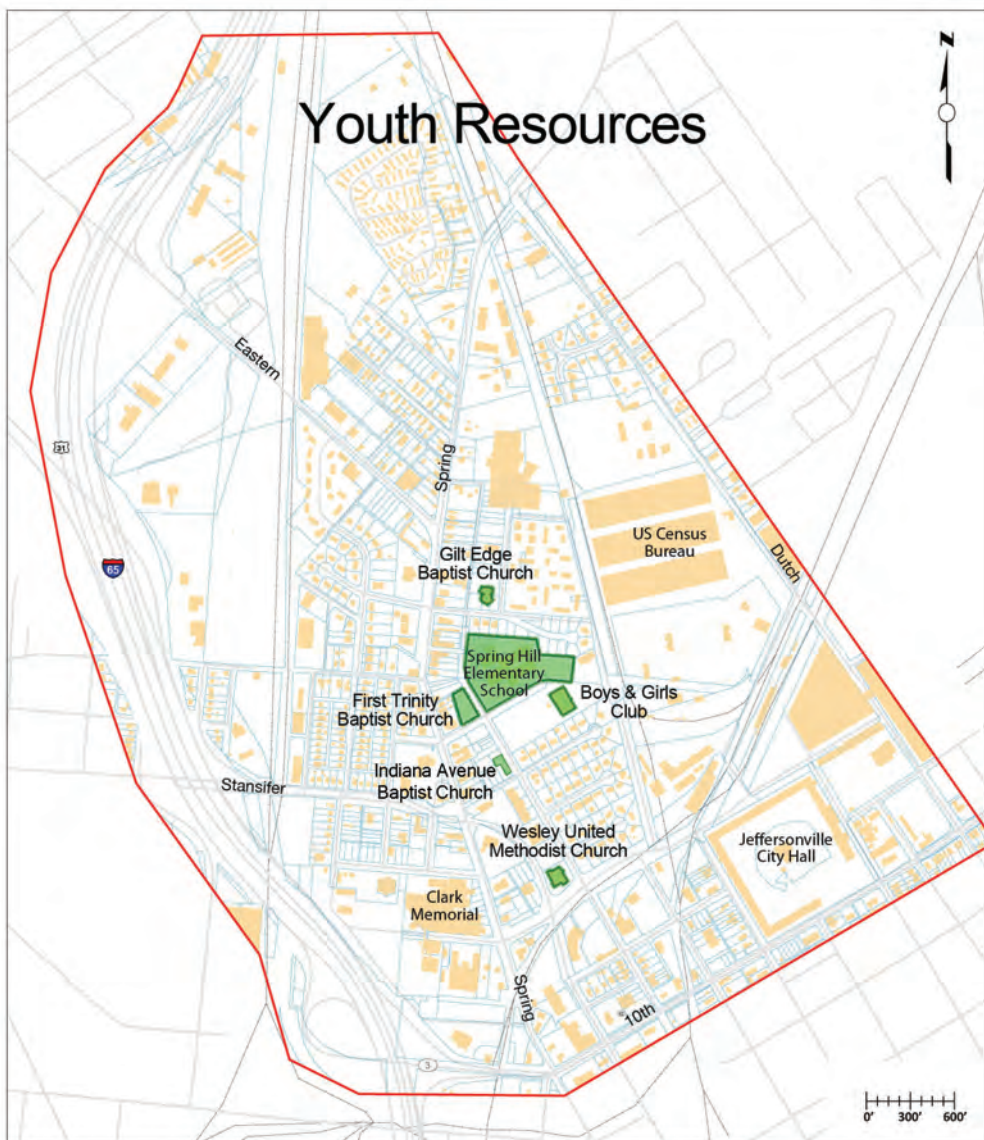 N
Youth Resources
Eastern
31
Spring
65
US Census
Bureau
Dutch
Gilt Edge
Baptist Church
Spring Hill
Elementary
School
First Trinity
Baptist Church
Boys & Girls
Club
Indiana Avenue
Baptist Church
Stansifer
Wesley United
Methodist Church
Jeffersonville
City Hall
Clark
Memorial
Spring
10th
3
0' 300' 600'